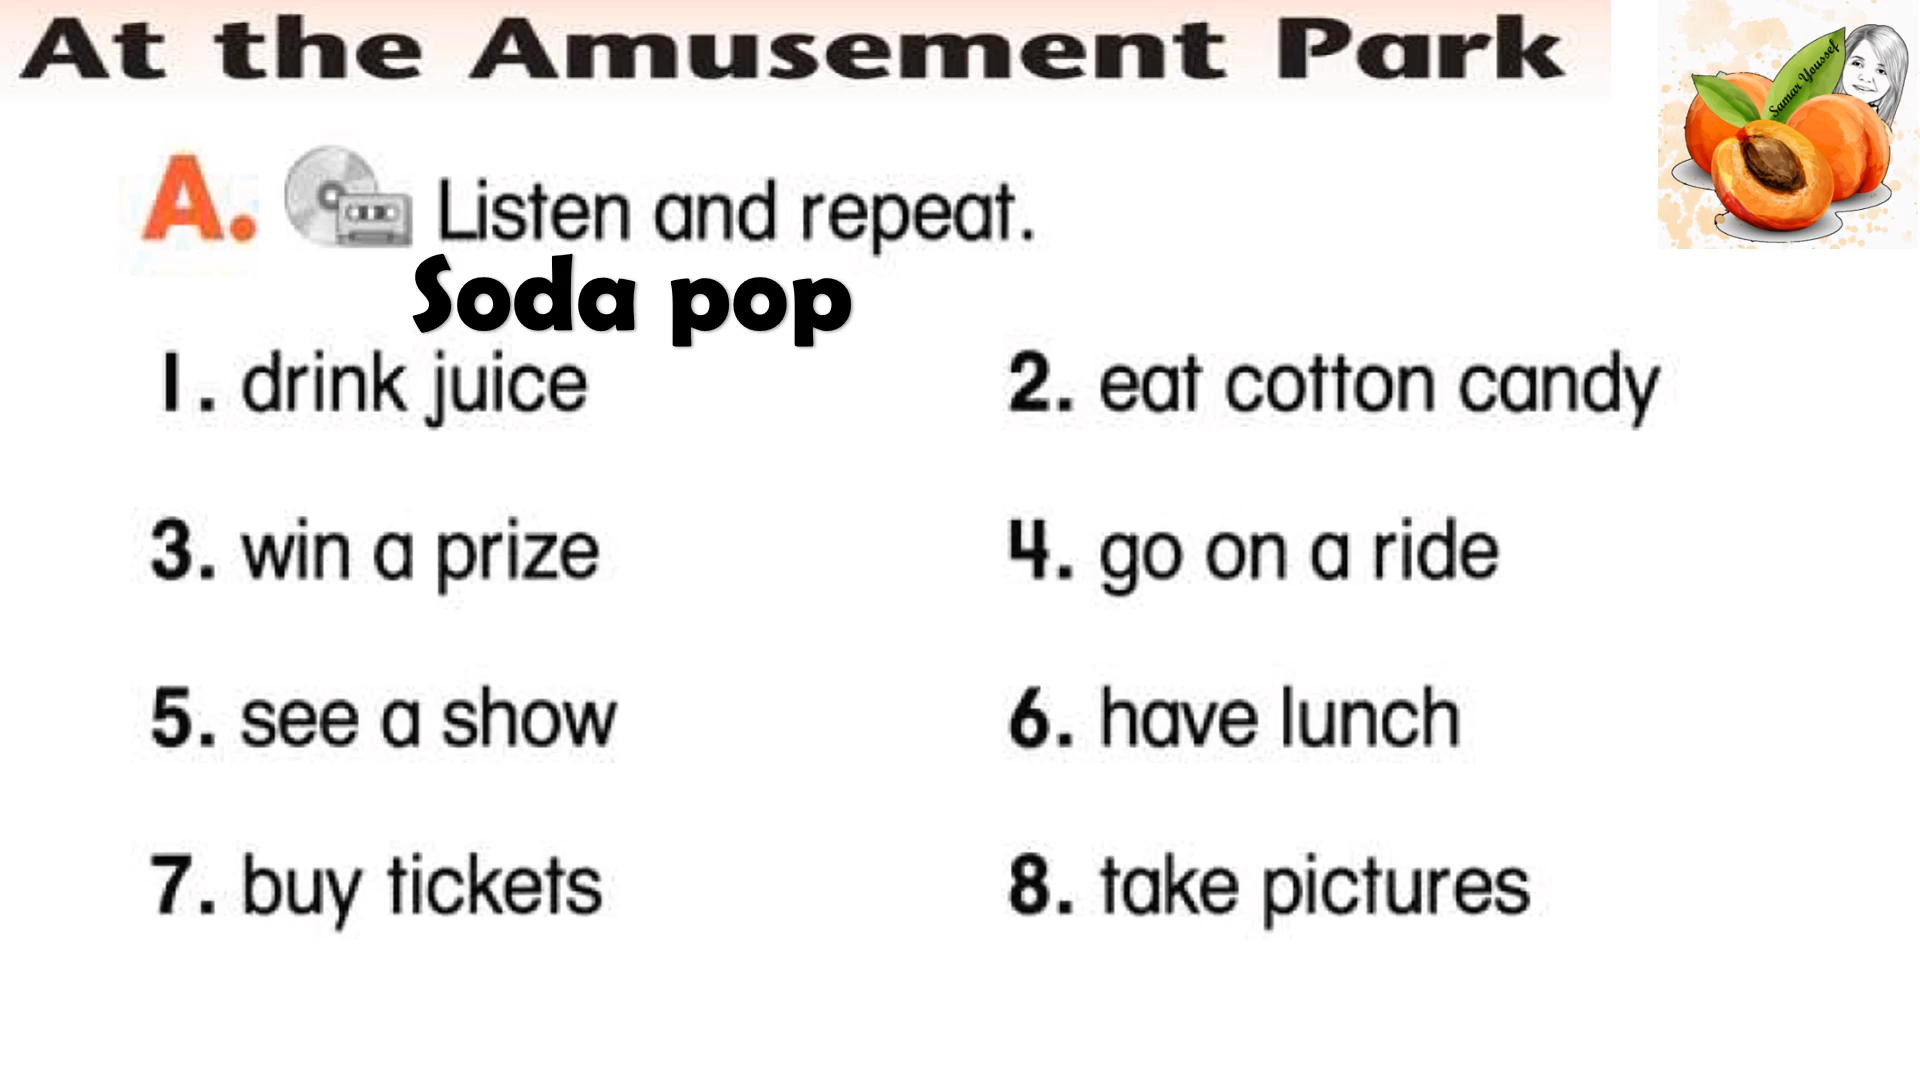 At the Amusement Park
Samar Youssef
A. Listen and repeat.
Soda pop
1. drink juice
2. eat cotton candy
3. win a prize
4. go on a ride
5. see a show
6. have lunch
7. buy tickets
8. take pictures